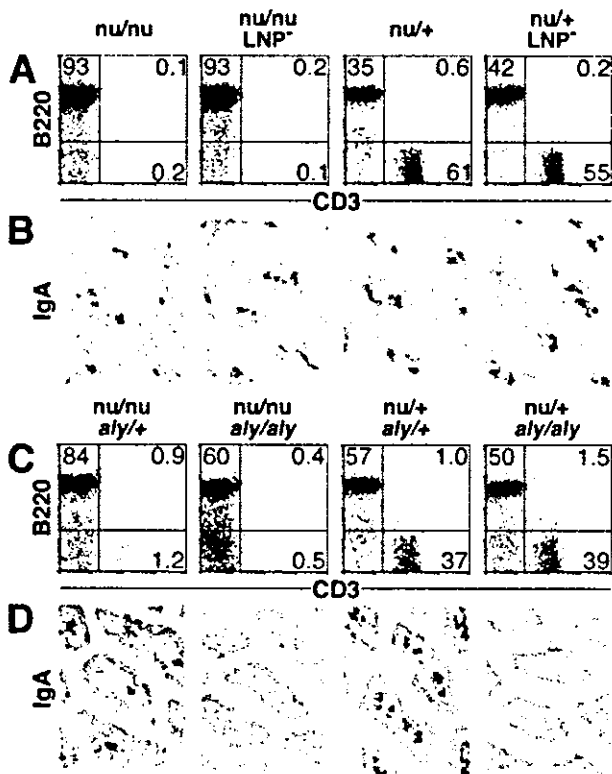 nu/nu nu/nu LNP- nu/+ nu/+ LNP-
A
B220
93 0.1 93 0.2 35 0.6 42 0.2
0.2 0.1 61 55
CD3
B
IgA
nu/nu aly/+ nu/nu aly/aly nu/+ aly/+ nu/+ aly/aly
C
B220
84 0.9 60 0.4 57 1.0 50 1.5
1.2 0.5 37 39
CD3
D
IgA